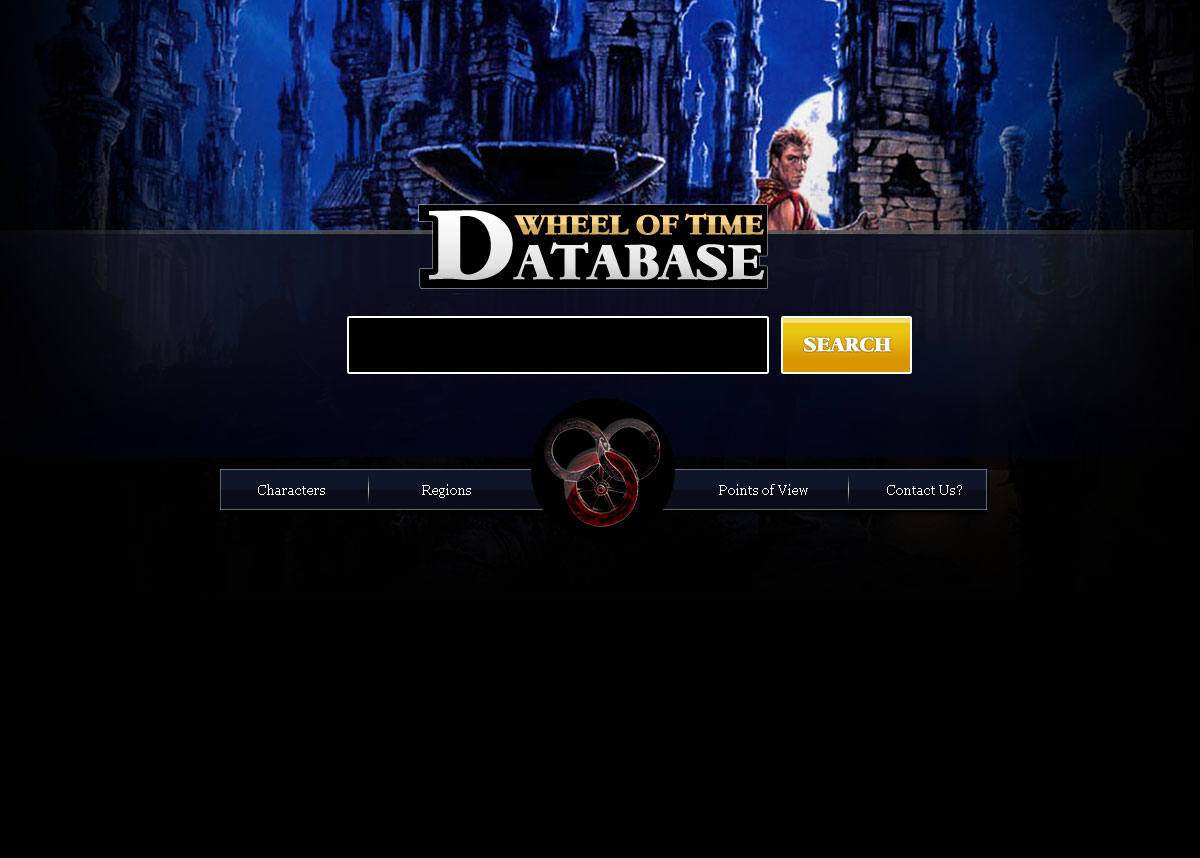 WHEEL OF TIME
DATABASE
SEARCH
Characters
Regions
Points of View
Contact Us?